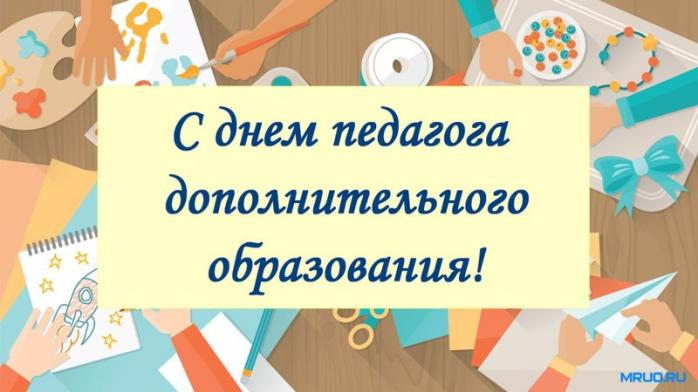 С днем педагога
дополнительного
образования!
MRUO.RU